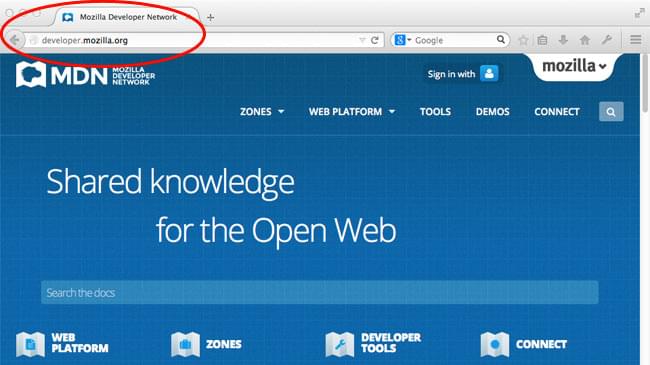 Mozilla Developer Network
developer.mozilla.org
Google
MDN MOZILLA
DEVELOPER
NETWORK
Sign in with
mozilla
ZONES WEB PLATFORM TOOLS DEMOS CONNECT
Shared knowledge
for the Open Web
Search the docs
WEB
PLATFORM
ZONES
DEVELOPER
TOOLS
CONNECT